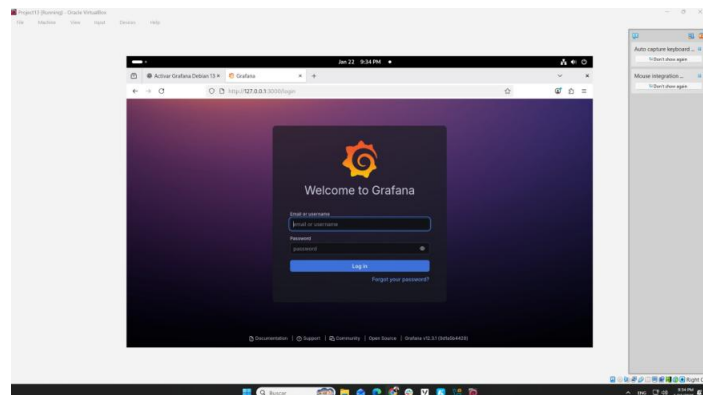 Project13 [Running] - Oracle VirtualBox
File Machine View Input Devices Help
Jan 22 9:34 PM
Activar Grafana Debian 13
Grafana
http://127.0.0.1:3000/login
Welcome to Grafana
Email or username
email or username
Password
password
Log in
Forgot your password?
Documentation | Support | Community | Open Source | Grafana v12.3.1
Auto capture keyboard ...
Don't show again
Mouse integration ...
Don't show again
Right
Buscar
ENG
9:34 PM